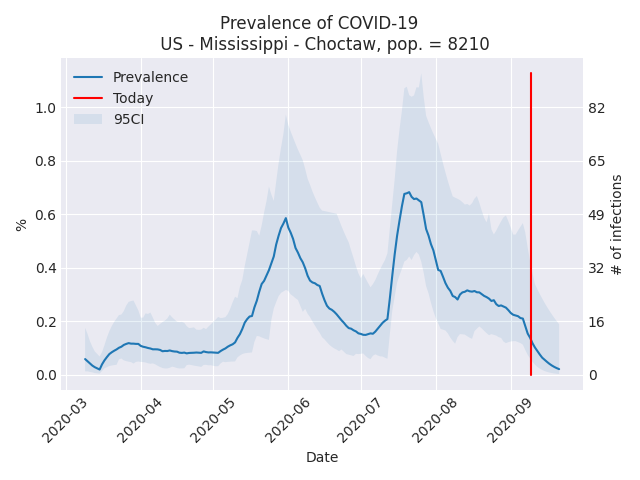 Prevalence of COVID-19
US - Mississippi - Choctaw, pop. = 8210
Prevalence
Today
95CI
1.0
0.8
0.6
0.4
0.2
0.0
%
82
65
49
32
16
0
# of infections
2020-03
2020-04
2020-05
2020-06
2020-07
2020-08
2020-09
Date